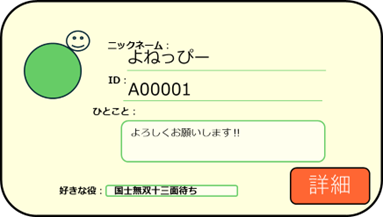 ニックネーム：
よねっぴー
ID：
A00001
ひとこと：
よろしくお願いします!!
好きな役： 国士無双十三面待ち
詳細